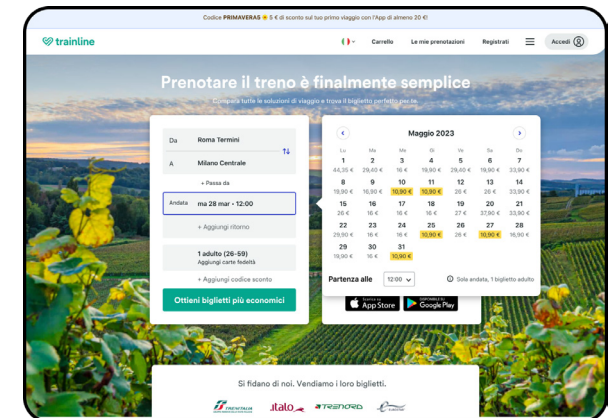 Codice PRIMAVERA5 ☀️ 5 € di sconto sul tuo primo viaggio con l'App di almeno 20 €!
trainline
Carrello Le mie prenotazioni Registrati Accedi
Prenotare il treno è finalmente semplice
Compara tutte le soluzioni di viaggio e trova il biglietto perfetto per te.
Da Roma Termini
A Milano Centrale
+ Passa da
Andata ma 28 mar • 12:00
+ Aggiungi ritorno
1 adulto (26-59)
Aggiungi carte fedeltà
+ Aggiungi codice sconto
Ottieni biglietti più economici
Maggio 2023
Lu Ma Me Gi Ve Sa Do
1 2 3 4 5 6 7
44,35 € 29,40 € 16 € 19,90 € 29,40 € 19,90 € 33,90 €
8 9 10 11 12 13 14
19,90 € 16,90 € 10,90 € 10,90 € 26 € 26 € 33,90 €
15 16 17 18 19 20 21
26 € 16 € 16 € 16 € 27 € 37,90 € 33,90 €
22 23 24 25 26 27 28
29,90 € 16 € 16 € 10,90 € 26 € 10,90 € 16,90 €
29 30 31
19,90 € 16 € 10,90 €
Partenza alle 12:00 Solo andata, 1 biglietto adulto
App Store Google Play
Si fidano di noi. Vendiamo i loro biglietti.
TRENITALIA .italo TRENORD